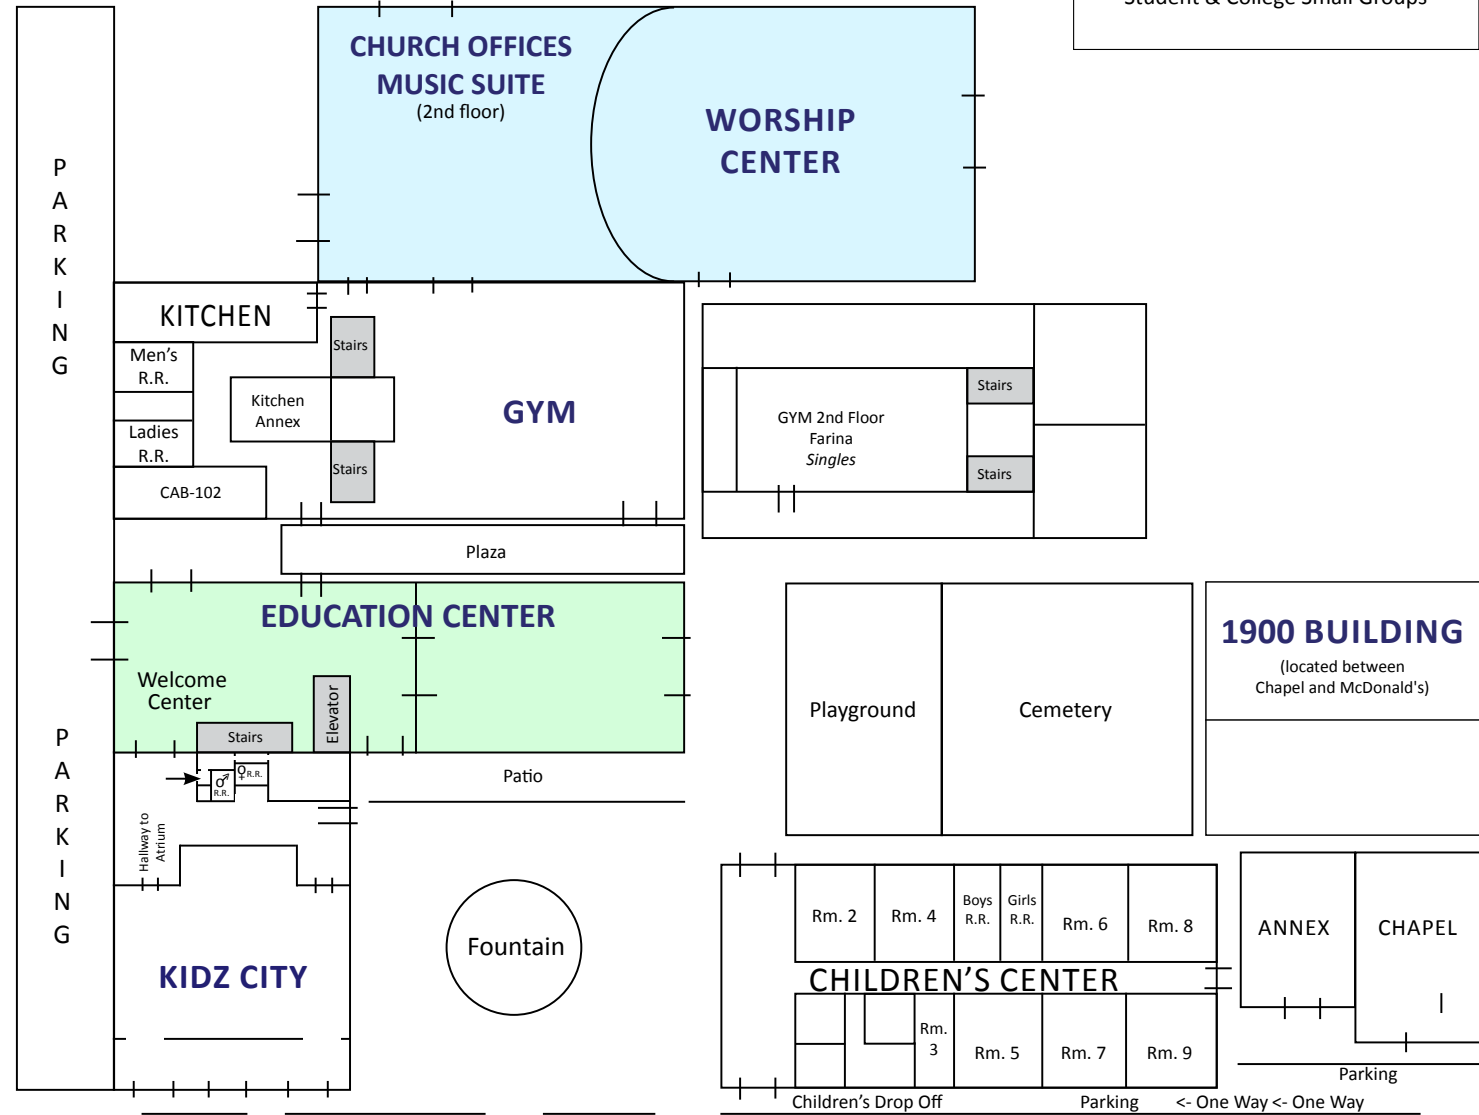 Student & College Small Groups
CHURCH OFFICES
MUSIC SUITE
(2nd floor)
WORSHIP
CENTER
PARKING
KITCHEN
Men's
R.R.
Stairs
Kitchen
Annex
GYM
Ladies
R.R.
Stairs
CAB-102
Stairs
GYM 2nd Floor
Farina
Singles
Stairs
Plaza
EDUCATION CENTER
Welcome
Center
Elevator
Stairs
♂
R.R.
♀R.R.
Patio
Playground
Cemetery
1900 BUILDING
(located between
Chapel and McDonald's)
PARKING
Hallway to
Atrium
KIDZ CITY
Fountain
Rm. 2
Rm. 4
Boys
R.R.
Girls
R.R.
Rm. 6
Rm. 8
CHILDREN'S CENTER
Rm.
3
Rm. 5
Rm. 7
Rm. 9
ANNEX
CHAPEL
Parking
Children's Drop Off
Parking
<- One Way <- One Way